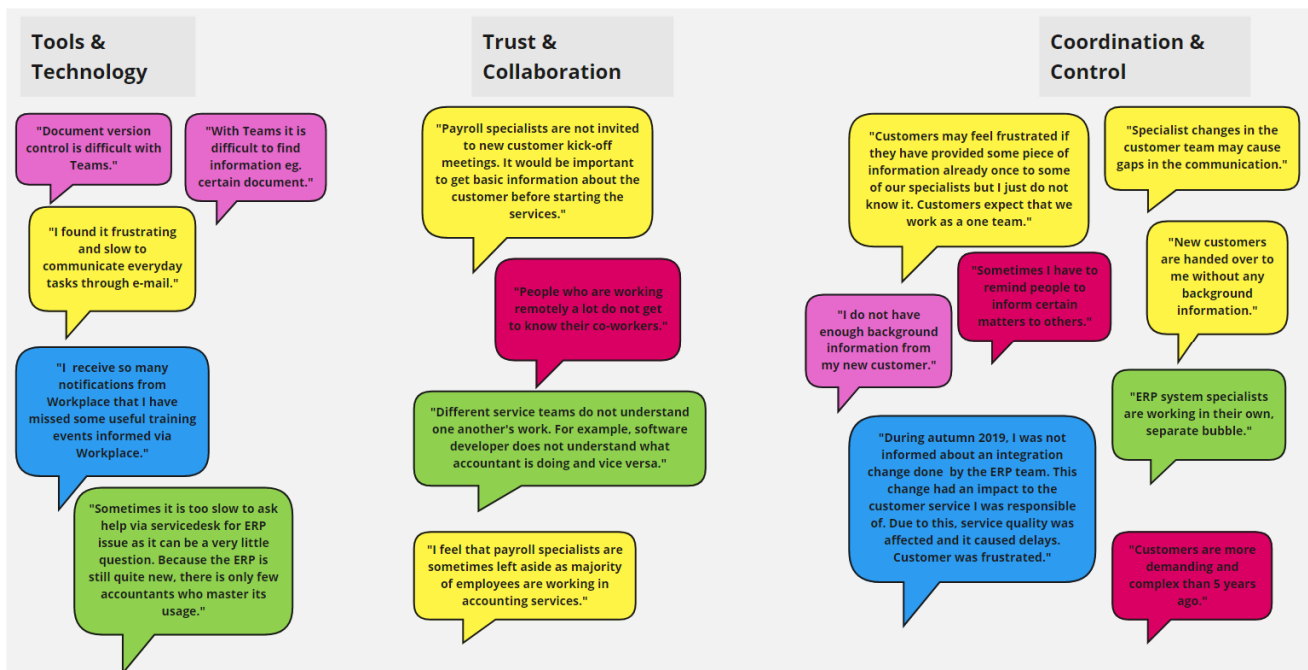 Tools &
Technology
"Document version
control is difficult with
Teams."
"With Teams it is
difficult to find
information eg.
certain document."
"I found it frustrating
and slow to
communicate everyday
tasks through e-mail."
"I  receive so many
notifications from
Workplace that I have
missed some useful training
events informed via
Workplace."
"Sometimes it is too slow to ask
help via servicedesk for ERP
issue as it can be a very little
question. Because the ERP is
still quite new, there is only few
accountants who master its
usage."
Trust &
Collaboration
"Payroll specialists are not invited
to new customer kick-off
meetings. It would be important
to get basic information about the
customer before starting the
services."
"People who are working
remotely a lot do not get
to know their co-workers."
"Different service teams do not understand
one another's work. For example, software
developer does not understand what
accountant is doing and vice versa."
"I feel that payroll specialists are
sometimes left aside as majority
of employees are working in
accounting services."
Coordination &
Control
"Customers may feel frustrated if
they have provided some piece of
information already once to some
of our specialists but I just do not
know it. Customers expect that we
work as a one team."
"Specialist changes in the
customer team may cause
gaps in the communication."
"New customers
are handed over to
me without any
background
information."
"Sometimes I have to
remind people to
inform certain
matters to others."
"I do not have
enough background
information from
my new customer."
"ERP system specialists
are working in their own,
separate bubble."
"During autumn 2019, I was not
informed about an integration
change done  by the ERP team. This
change had an impact to the
customer service I was responsible
of. Due to this, service quality was
affected and it caused delays.
Customer was frustrated."
"Customers are more
demanding and
complex than 5 years
ago."